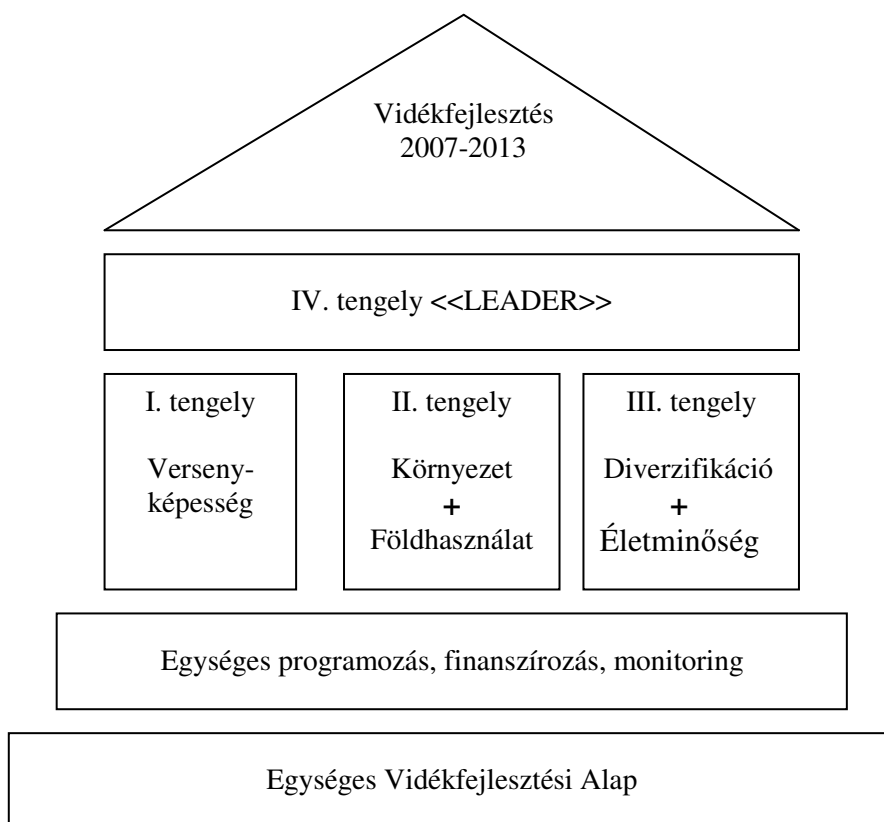 Vidékfejlesztés
2007-2013
IV. tengely <<LEADER>>
I. tengely
Verseny-
képesség
II. tengely
Környezet
+
Földhasználat
III. tengely
Diverzifikáció
+
Életminőség
Egységes programozás, finanszírozás, monitoring
Egységes Vidékfejlesztési Alap